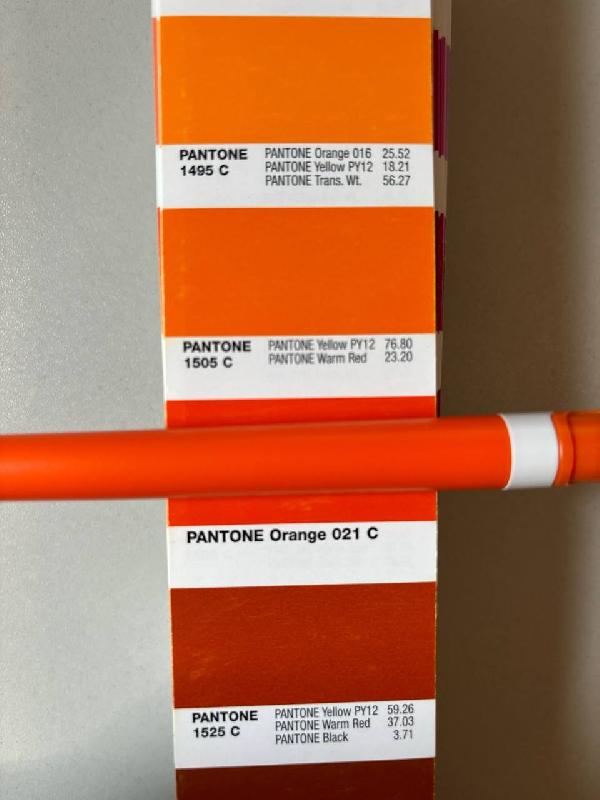 PANTONE PANTONE Orange 016 25.52
1495 C PANTONE Yellow PY12 18.21
PANTONE Trans. Wt. 56.27
PANTONE PANTONE Yellow PY12 76.80
1505 C PANTONE Warm Red 23.20
PANTONE Orange 021 C
PANTONE PANTONE Yellow PY12 59.26
1525 C PANTONE Warm Red 37.03
PANTONE Black 3.71